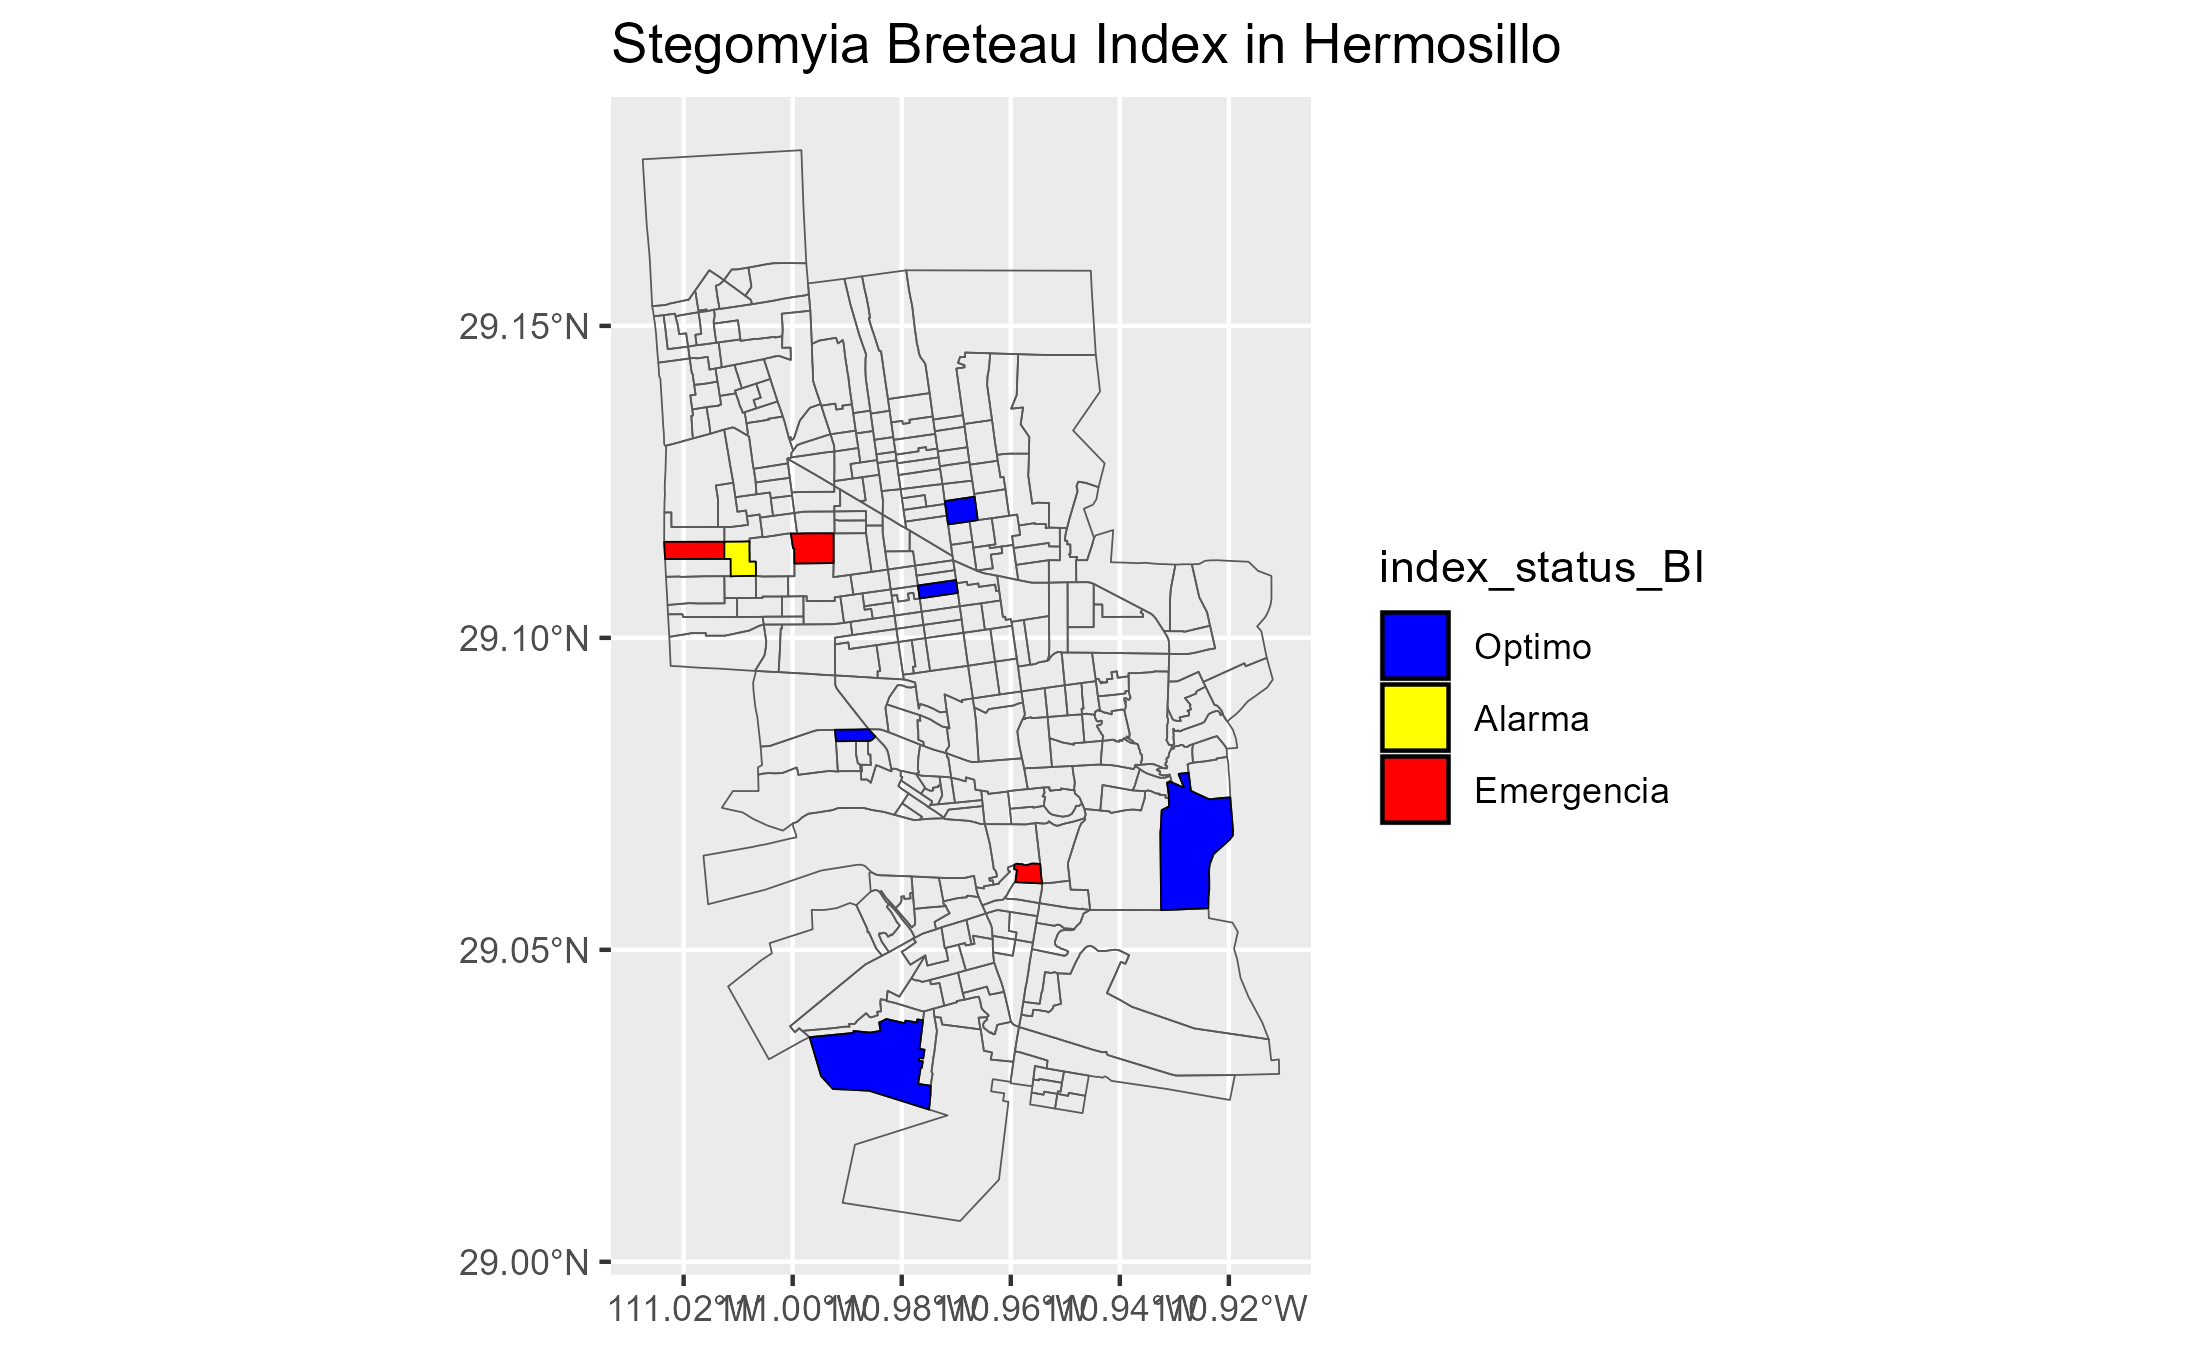 Stegomyia Breteau Index in Hermosillo
29.15°N
29.10°N
29.05°N
29.00°N
111.02°W 111.00°W 110.98°W 110.96°W 110.94°W 110.92°W
index_status_BI
Optimo
Alarma
Emergencia